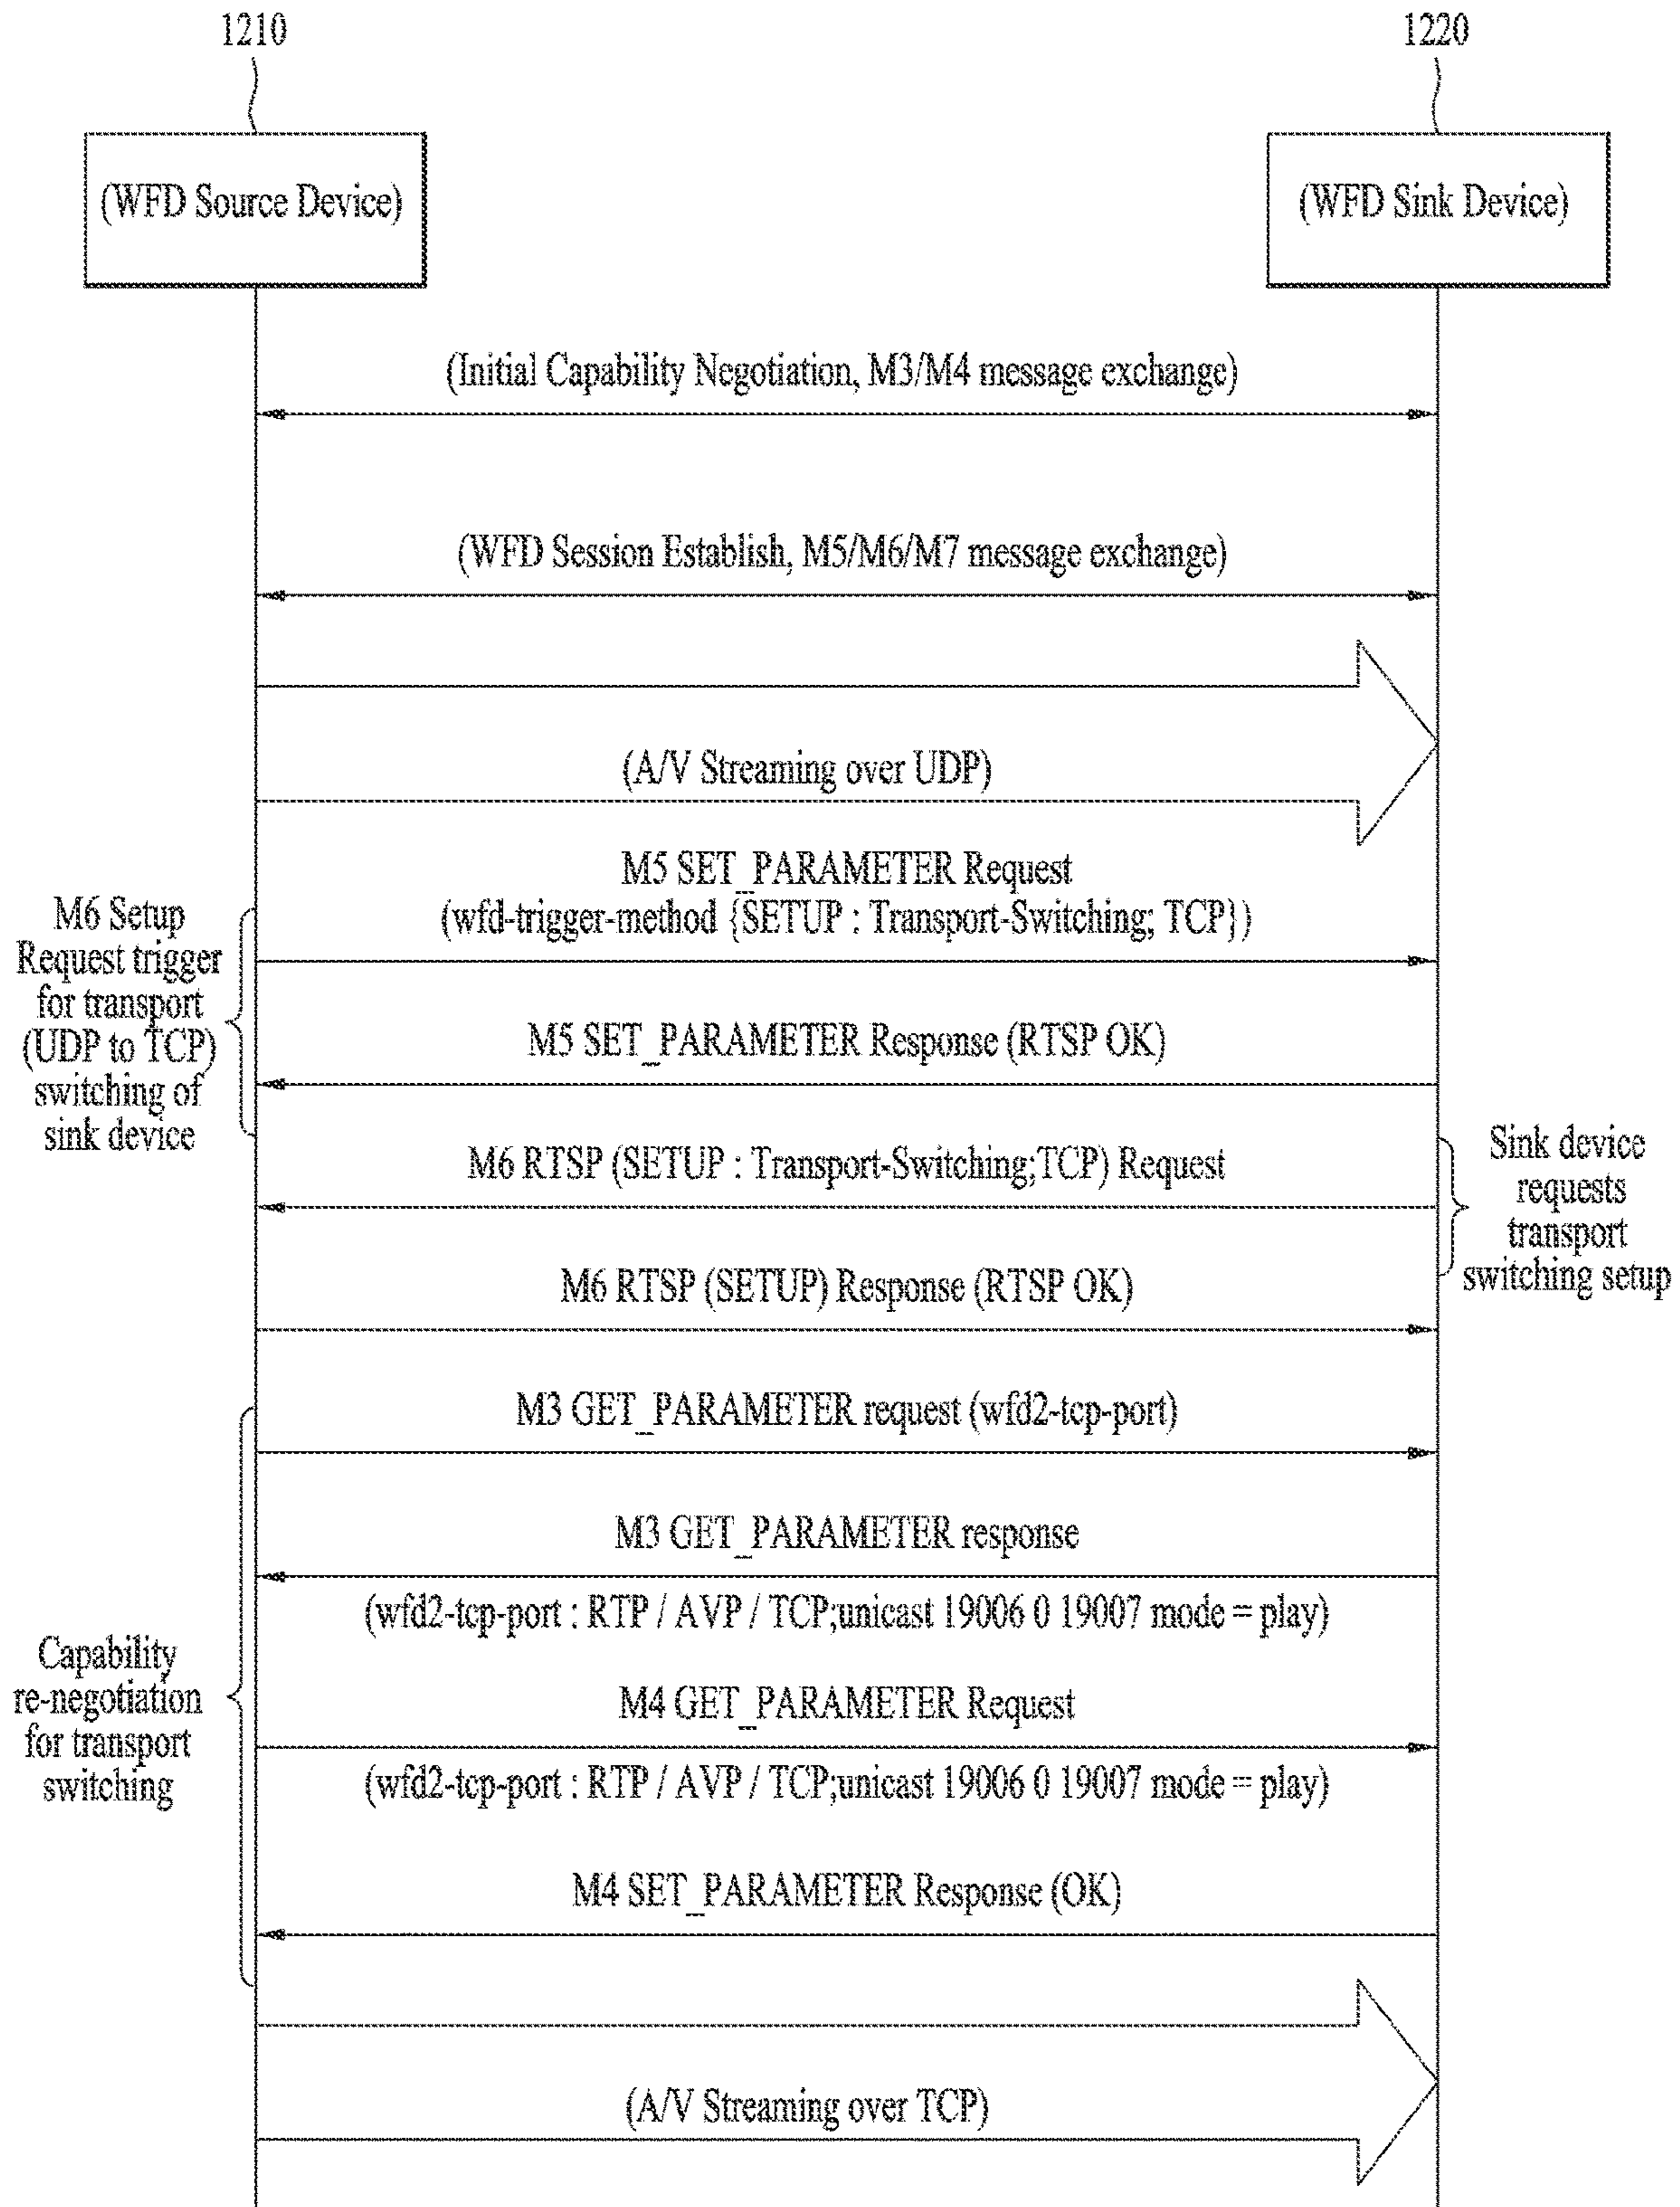 1210
1220
(WFD Source Device)
(WFD Sink Device)
(Initial Capability Negotiation, M3/M4 message exchange)
(WFD Session Establish, M5/M6/M7 message exchange)
(A/V Streaming over UDP)
M5 SET_PARAMETER Request
(wfd-trigger-method {SETUP : Transport-Switching; TCP})
M6 Setup
Request trigger
for transport
(UDP to TCP)
switching of
sink device
M5 SET_PARAMETER Response (RTSP OK)
M6 RTSP (SETUP : Transport-Switching;TCP) Request
Sink device
requests
transport
switching setup
M6 RTSP (SETUP) Response (RTSP OK)
M3 GET_PARAMETER request (wfd2-tcp-port)
M3 GET_PARAMETER response
(wfd2-tcp-port : RTP / AVP / TCP;unicast 19006 0 19007 mode = play)
Capability
re-negotiation
for transport
switching
M4 GET_PARAMETER Request
(wfd2-tcp-port : RTP / AVP / TCP;unicast 19006 0 19007 mode = play)
M4 SET_PARAMETER Response (OK)
(A/V Streaming over TCP)